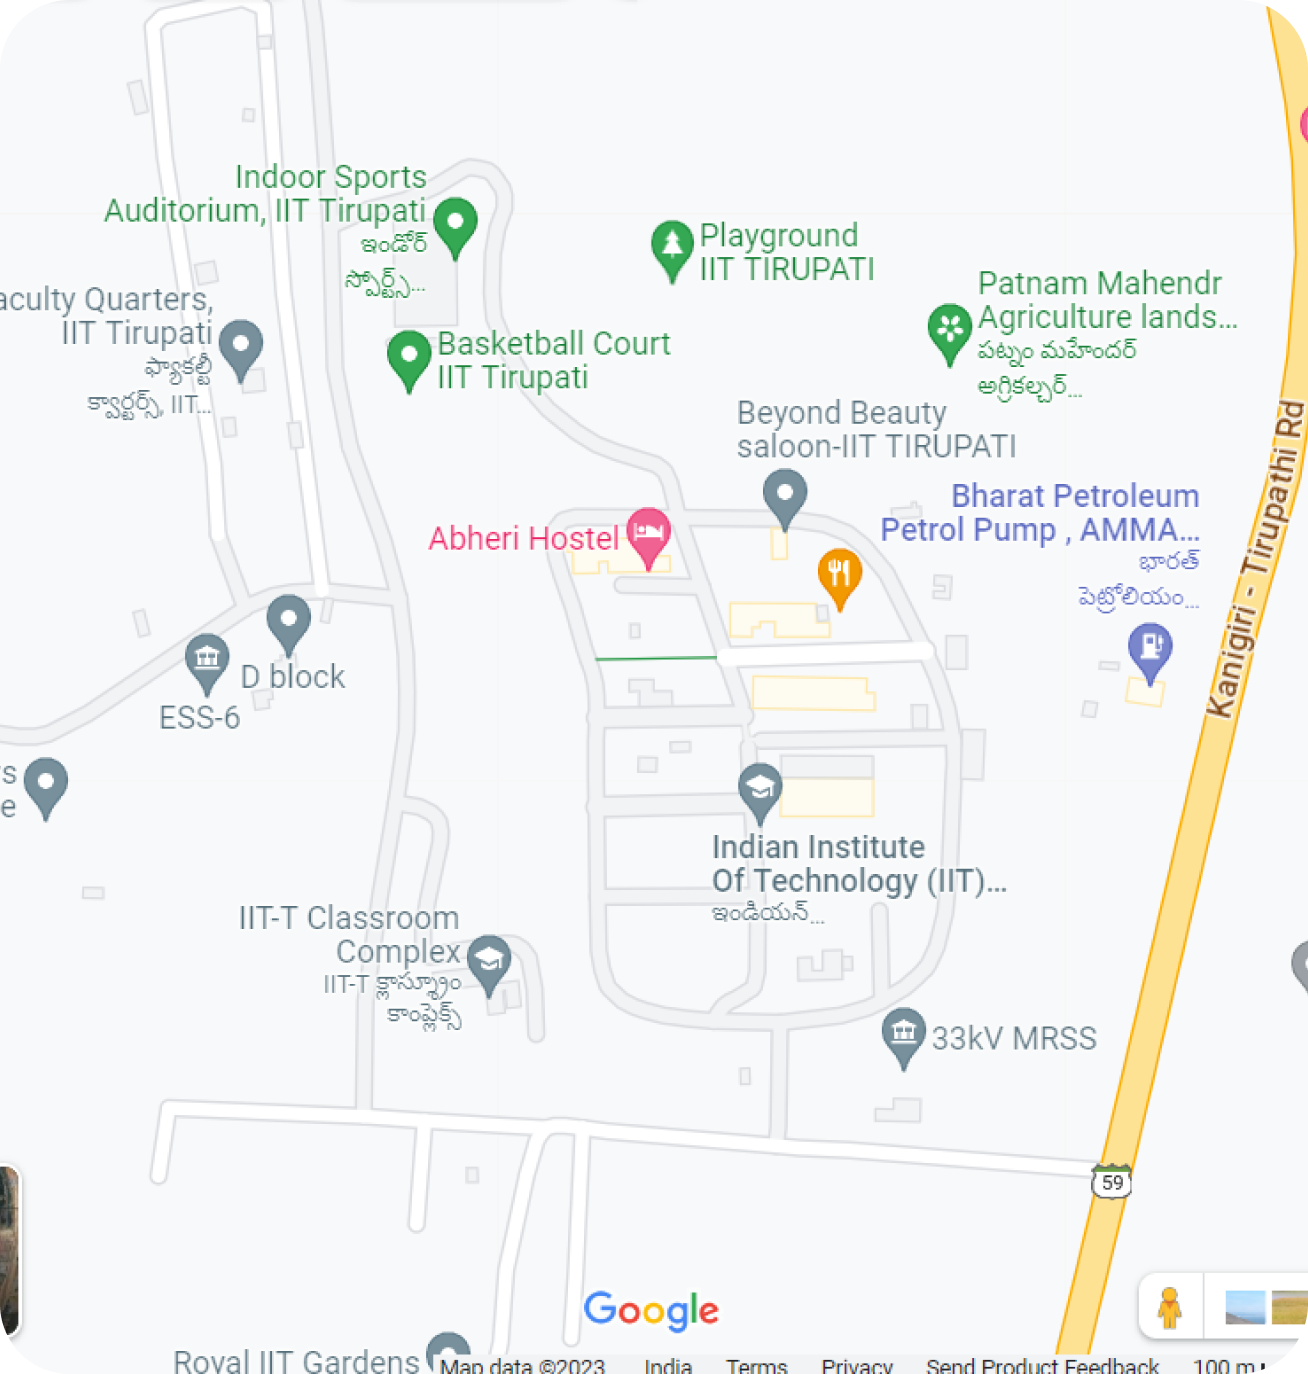 Indoor Sports
Auditorium, IIT Tirupati
ఇండోర్
స్పోర్ట్స్...
Playground
IIT TIRUPATI
Patnam Mahendr
Agriculture lands...
పట్నం మహేందర్
అగ్రికల్చర్...
aculty Quarters,
IIT Tirupati
ఫ్యాకల్టీ
క్వార్టర్స్, IIT...
Basketball Court
IIT Tirupati
Beyond Beauty
saloon-IIT TIRUPATI
Bharat Petroleum
Petrol Pump , AMMA...
భారత్
పెట్రోలియం...
Kanigiri - Tirupathi Rd
Abheri Hostel
D block
ESS-6
s
e
Indian Institute
Of Technology (IIT)...
ఇండియన్...
IIT-T Classroom
Complex
IIT-T క్లాస్రూం
కాంప్లెక్స్
33kV MRSS
59
Google
Royal IIT Gardens
Map data ©2023 India Terms Privacy Send Product Feedback 100 m